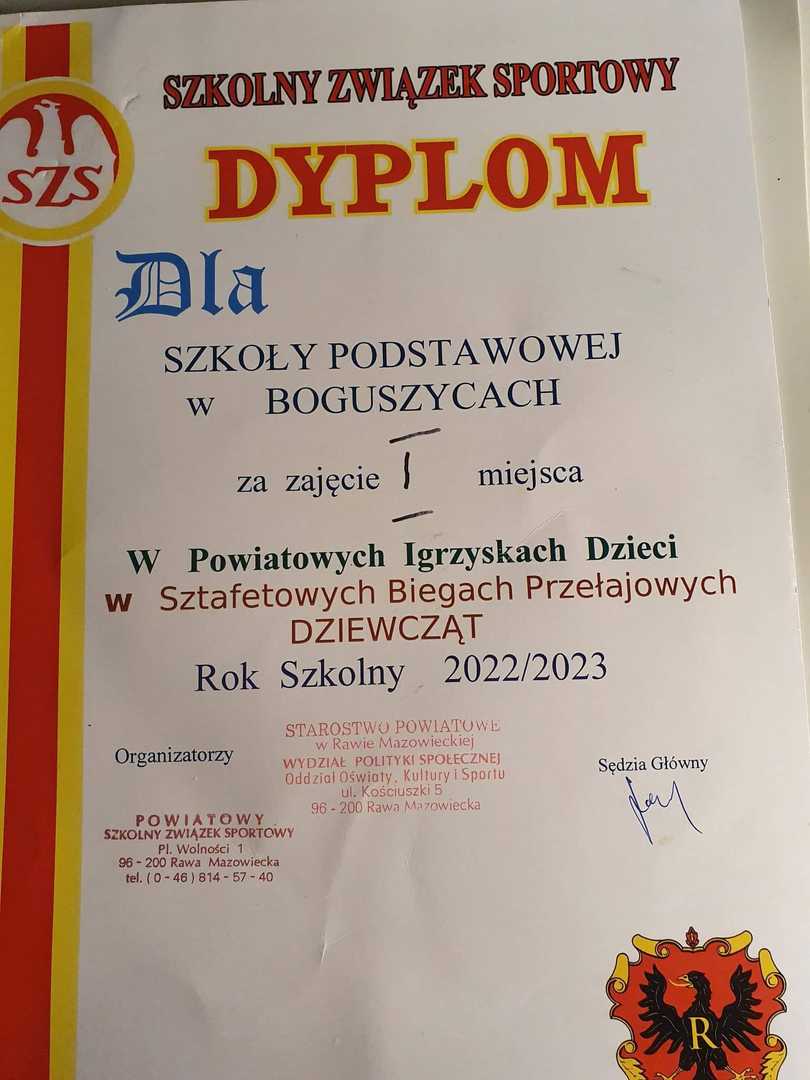 SZKOLNY ZWIĄZEK SPORTOWY
SZS
DYPLOM
Dla
SZKOŁY PODSTAWOWEJ
w BOGUSZYCACH
za zajęcie I miejsca
W Powiatowych Igrzyskach Dzieci
w Sztafetowych Biegach Przełajowych
DZIEWCZĄT
Rok Szkolny 2022/2023
Organizatorzy
STAROSTWO POWIATOWE
w Rawie Mazowieckiej
WYDZIAŁ POLITYKI SPOŁECZNEJ
Oddział Oświaty, Kultury i Sportu
ul. Kościuszki 5
96 - 200 Rawa Mazowiecka
Sędzia Główny
POWIATOWY
SZKOLNY ZWIĄZEK SPORTOWY
Pl. Wolności 1
96 - 200 Rawa Mazowiecka
tel. ( 0 - 46 ) 814 - 57 - 40
R